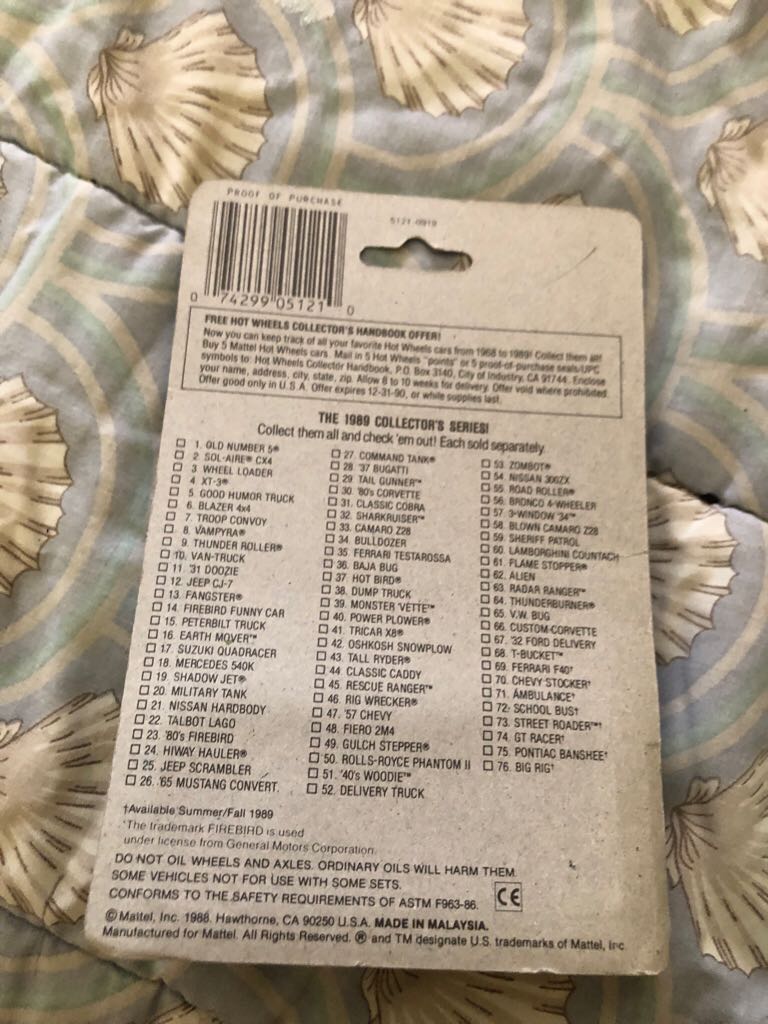 PROOF OF PURCHASE
5121-0919
0 74299 05121 0
FREE HOT WHEELS COLLECTOR'S HANDBOOK OFFER!
Now you can keep track of all your favorite Hot Wheels cars from 1968 to 1989! Collect them all!
Buy 5 Mattel Hot Wheels cars. Mail in 5 Hot Wheels "points" or 5 proof-of-purchase seals/UPC
symbols to: Hot Wheels Collector Handbook, P.O. Box 3140, City of Industry, CA 91744. Enclose
your name, address, city, state, zip. Allow 8 to 10 weeks for delivery. Offer void where prohibited.
Offer good only in U.S.A. Offer expires 12-31-90, or while supplies last.
THE 1989 COLLECTOR'S SERIES!
Collect them all and check 'em out! Each sold separately.
1. OLD NUMBER 5®
2. SOL-AIRE® CX4
3. WHEEL LOADER
4. XT-3®
5. GOOD HUMOR TRUCK
6. BLAZER 4x4
7. TROOP CONVOY
8. VAMPYRA®
9. THUNDER ROLLER®
10. VAN-TRUCK
11. '31 DOOZIE
12. JEEP CJ-7
13. FANGSTER®
14. FIREBIRD FUNNY CAR
15. PETERBILT TRUCK
16. EARTH MOVER™
17. SUZUKI QUADRACER
18. MERCEDES 540K
19. SHADOW JET®
20. MILITARY TANK
21. NISSAN HARDBODY
22. TALBOT LAGO
23. '80's FIREBIRD
24. HIWAY HAULER®
25. JEEP SCRAMBLER
26. '65 MUSTANG CONVERT.
27. COMMAND TANK®
28. '37 BUGATTI
29. TAIL GUNNER™
30. '80's CORVETTE
31. CLASSIC COBRA
32. SHARKRUISER™
33. CAMARO Z28
34. BULLDOZER
35. FERRARI TESTAROSSA
36. BAJA BUG
37. HOT BIRD®
38. DUMP TRUCK
39. MONSTER 'VETTE™
40. POWER PLOWER®
41. TRICAR X8®
42. OSHKOSH SNOWPLOW
43. TALL RYDER®
44. CLASSIC CADDY
45. RESCUE RANGER™
46. RIG WRECKER®
47. '57 CHEVY
48. FIERO 2M4
49. GULCH STEPPER®
50. ROLLS-ROYCE PHANTOM II
51. '40's WOODIE™
52. DELIVERY TRUCK
53. ZOMBOT®
54. NISSAN 300ZX
55. ROAD ROLLER®
56. BRONCO 4-WHEELER
57. 3-WINDOW '34™
58. BLOWN CAMARO Z28
59. SHERIFF PATROL
60. LAMBORGHINI COUNTACH
61. FLAME STOPPER®
62. ALIEN
63. RADAR RANGER™
64. THUNDERBURNER®
65. V.W. BUG
66. CUSTOM CORVETTE
67. '32 FORD DELIVERY
68. T-BUCKET™
69. FERRARI F40†
70. CHEVY STOCKER†
71. AMBULANCE†
72. SCHOOL BUS†
73. STREET ROADER™†
74. GT RACER†
75. PONTIAC BANSHEE†
76. BIG RIG†
†Available Summer/Fall 1989
*The trademark FIREBIRD is used
under license from General Motors Corporation.
DO NOT OIL WHEELS AND AXLES. ORDINARY OILS WILL HARM THEM.
SOME VEHICLES NOT FOR USE WITH SOME SETS.
CONFORMS TO THE SAFETY REQUIREMENTS OF ASTM F963-86. CE
© Mattel, Inc. 1988. Hawthorne, CA 90250 U.S.A. MADE IN MALAYSIA.
Manufactured for Mattel. All Rights Reserved. ® and TM designate U.S. trademarks of Mattel, Inc.